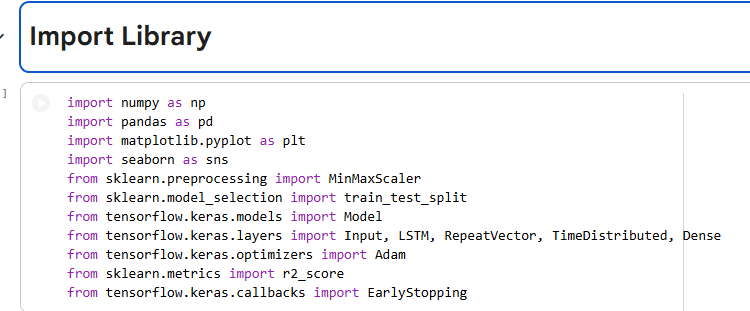 Import Library
]
import numpy as np
import pandas as pd
import matplotlib.pyplot as plt
import seaborn as sns
from sklearn.preprocessing import MinMaxScaler
from sklearn.model_selection import train_test_split
from tensorflow.keras.models import Model
from tensorflow.keras.layers import Input, LSTM, RepeatVector, TimeDistributed, Dense
from tensorflow.keras.optimizers import Adam
from sklearn.metrics import r2_score
from tensorflow.keras.callbacks import EarlyStopping